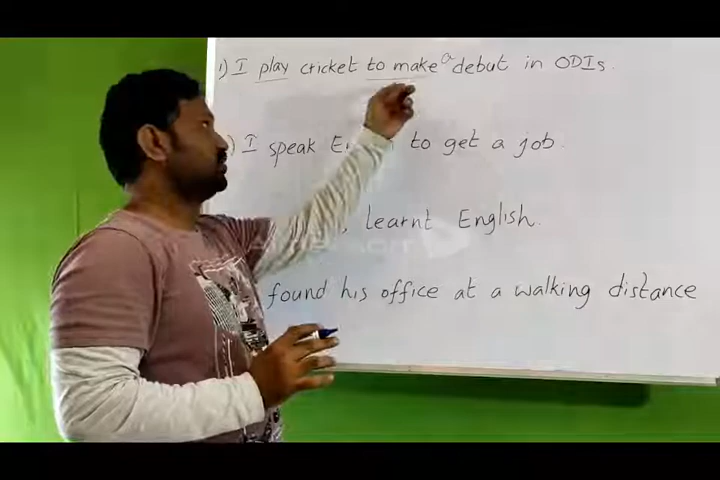 1) I play cricket to make a debut in ODIs.
) I speak to get a job.
, learnt English.
found his office at a walking distance